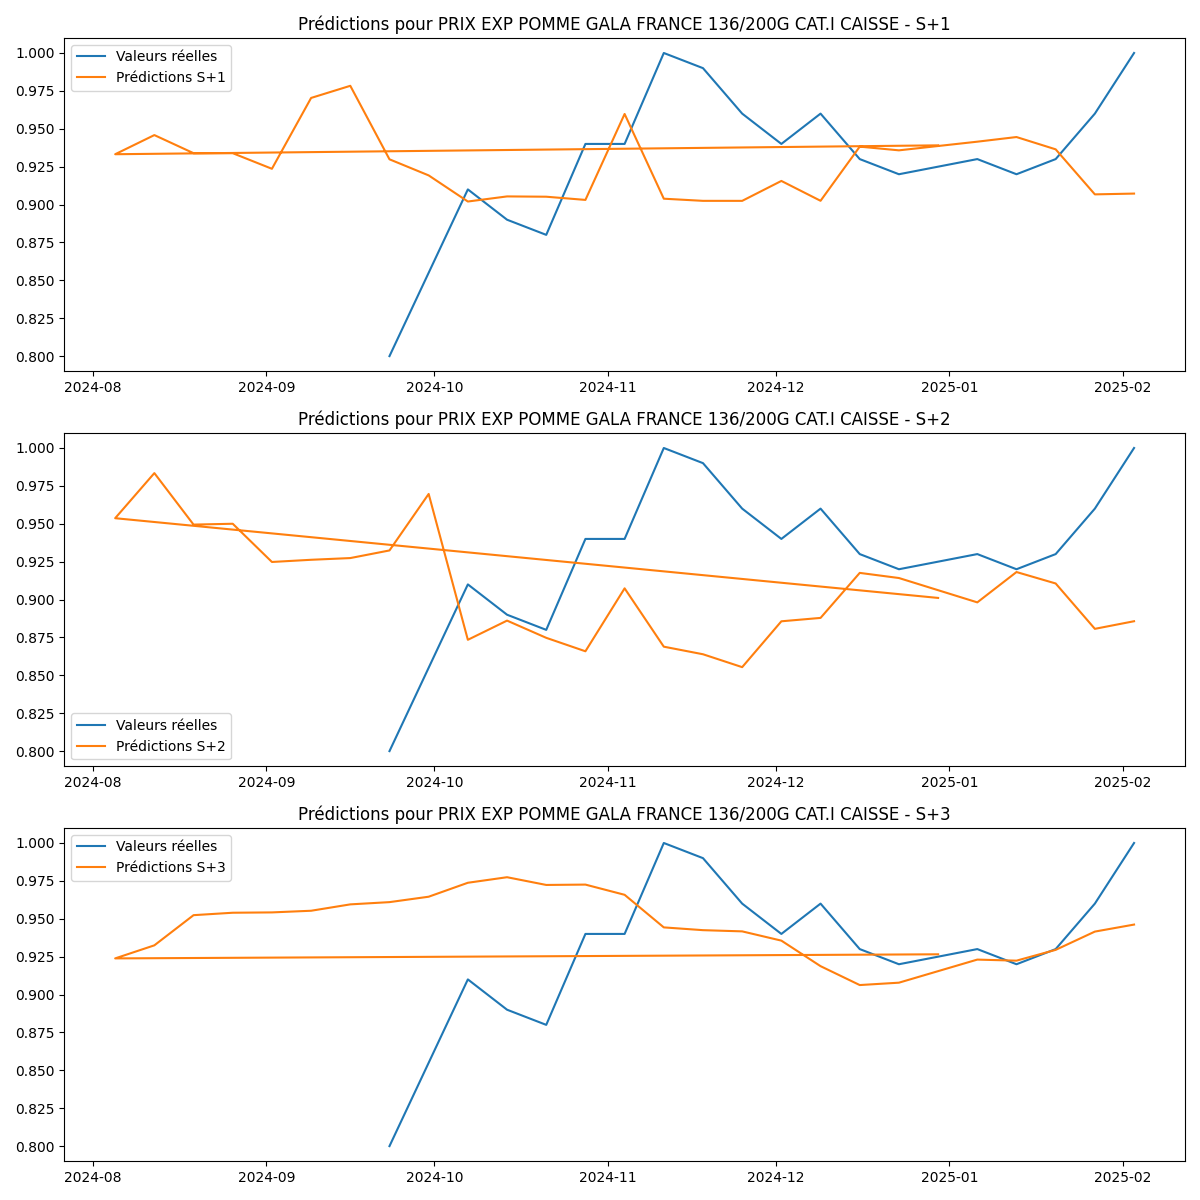 Prédictions pour PRIX EXP POMME GALA FRANCE 136/200G CAT.I CAISSE - S+1
Valeurs réelles
Prédictions S+1
1.000
0.975
0.950
0.925
0.900
0.875
0.850
0.825
0.800
2024-08 2024-09 2024-10 2024-11 2024-12 2025-01 2025-02
Prédictions pour PRIX EXP POMME GALA FRANCE 136/200G CAT.I CAISSE - S+2
1.000
0.975
0.950
0.925
0.900
0.875
0.850
0.825
0.800
Valeurs réelles
Prédictions S+2
2024-08 2024-09 2024-10 2024-11 2024-12 2025-01 2025-02
Prédictions pour PRIX EXP POMME GALA FRANCE 136/200G CAT.I CAISSE - S+3
Valeurs réelles
Prédictions S+3
1.000
0.975
0.950
0.925
0.900
0.875
0.850
0.825
0.800
2024-08 2024-09 2024-10 2024-11 2024-12 2025-01 2025-02